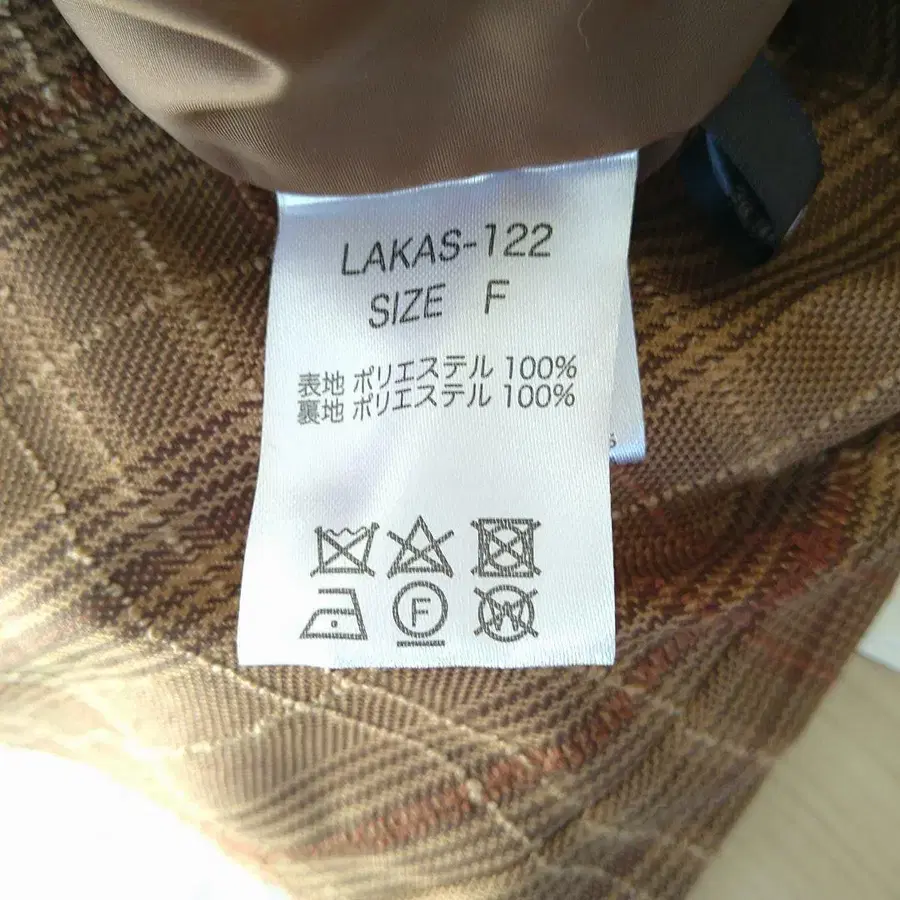 LAKAS-122
SIZE F
表地 ポリエステル 100%
裏地 ポリエステル 100%
F
W